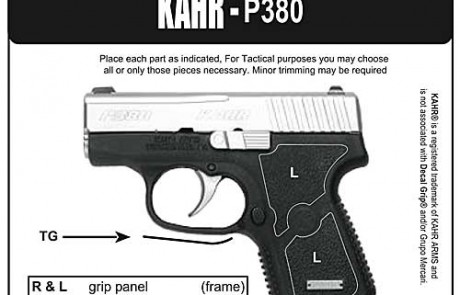 KAHR - P380
Place each part as indicated, For Tactical purposes you may choose
all or only those pieces necessary. Minor trimming may be required
P380
L
L
TG
R & L grip panel (frame)
KAHR® is a registered trademark of KAHR ARMS and
is not associated with Decal Grip® and/or Grupo Mercari.